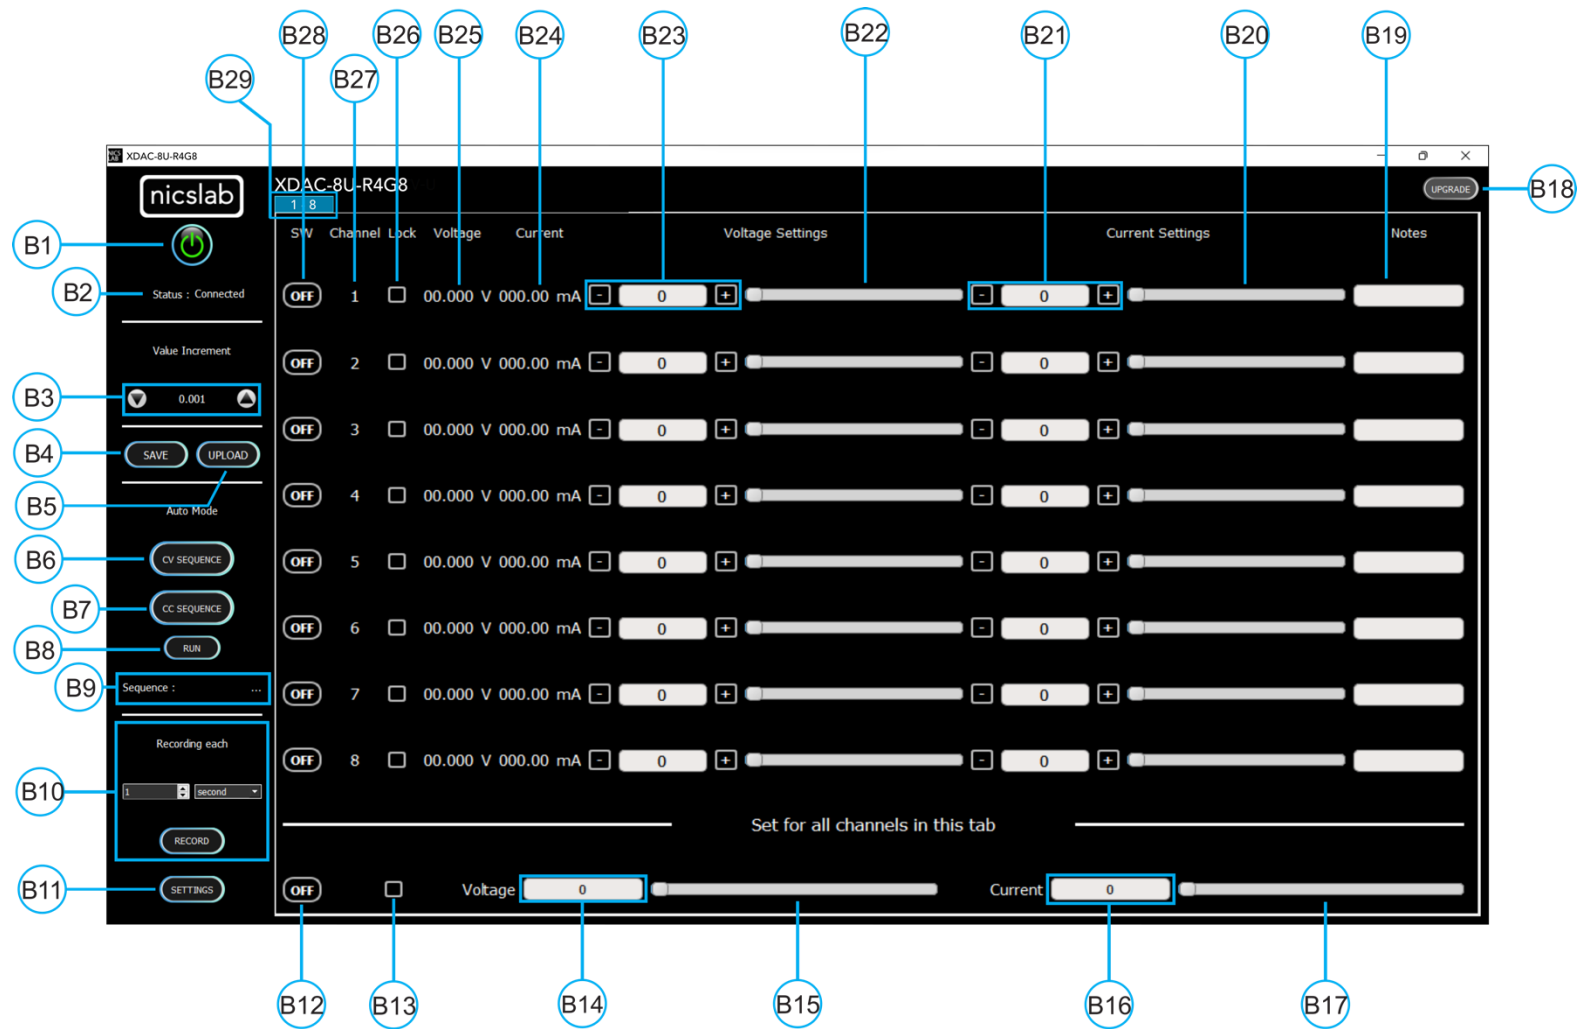 B28 B26 B25 B24 B23 B22 B21 B20 B19
B29 B27
NICS LAB XDAC-8U-R4G8
nicslab
XDAC-8U-R4G8
UPGRADE B18
1 - 8
SW Channel Lock Voltage Current Voltage Settings Current Settings Notes
B1
B2 Status : Connected
OFF 1 00.000 V 000.00 mA - 0 + - 0 +
Value Increment
OFF 2 00.000 V 000.00 mA - 0 + - 0 +
B3 0.001
OFF 3 00.000 V 000.00 mA - 0 + - 0 +
B4 SAVE UPLOAD
OFF 4 00.000 V 000.00 mA - 0 + - 0 +
B5 Auto Mode
B6 CV SEQUENCE
OFF 5 00.000 V 000.00 mA - 0 + - 0 +
B7 CC SEQUENCE
OFF 6 00.000 V 000.00 mA - 0 + - 0 +
B8 RUN
B9 Sequence : ...
OFF 7 00.000 V 000.00 mA - 0 + - 0 +
Recording each
OFF 8 00.000 V 000.00 mA - 0 + - 0 +
B10 1 second
Set for all channels in this tab
RECORD
B11 SETTINGS
OFF Voltage 0 Current 0
B12 B13 B14 B15 B16 B17